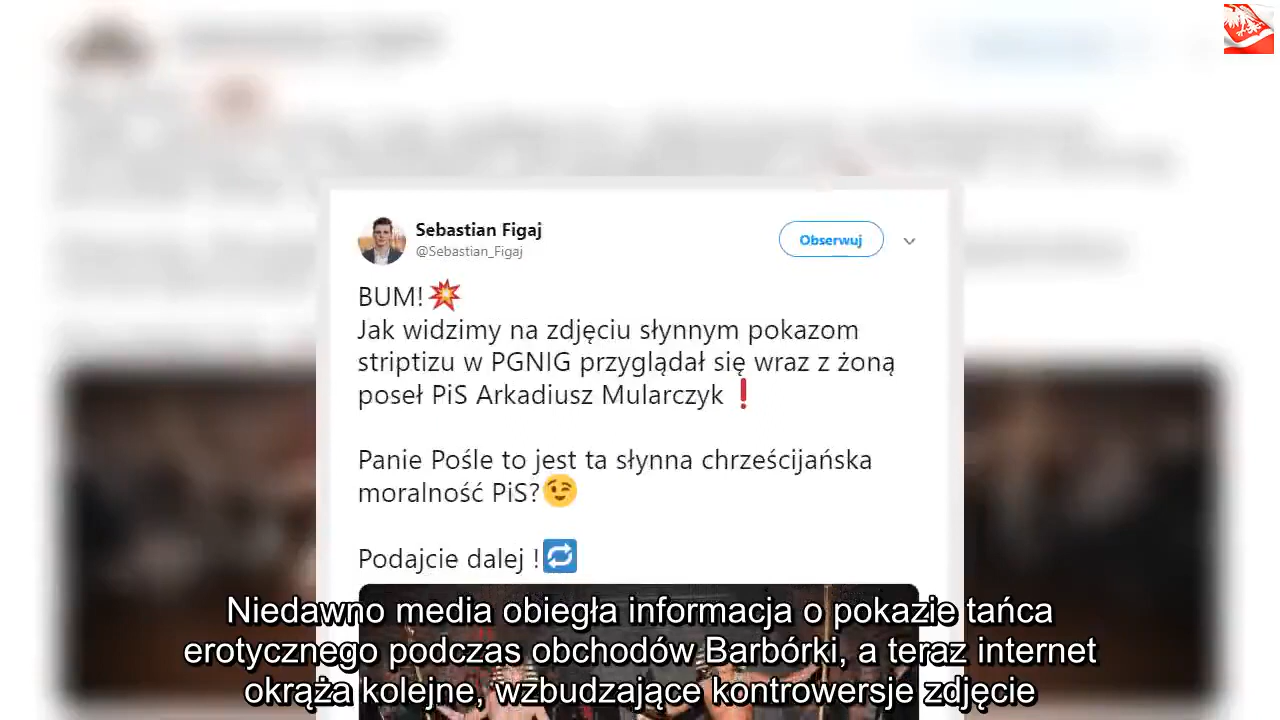 Sebastian Figaj
@Sebastian_Figaj
Obserwuj
BUM!💥
Jak widzimy na zdjęciu słynnym pokazom
striptizu w PGNIG przyglądał się wraz z żoną
poseł PiS Arkadiusz Mularczyk ❗
Panie Pośle to jest ta słynna chrześcijańska
moralność PiS?😉
Podajcie dalej !🔁
Niedawno media obiegła informacja o pokazie tańca
erotycznego podczas obchodów Barbórki, a teraz internet
okrąża kolejne, wzbudzające kontrowersje zdjęcie